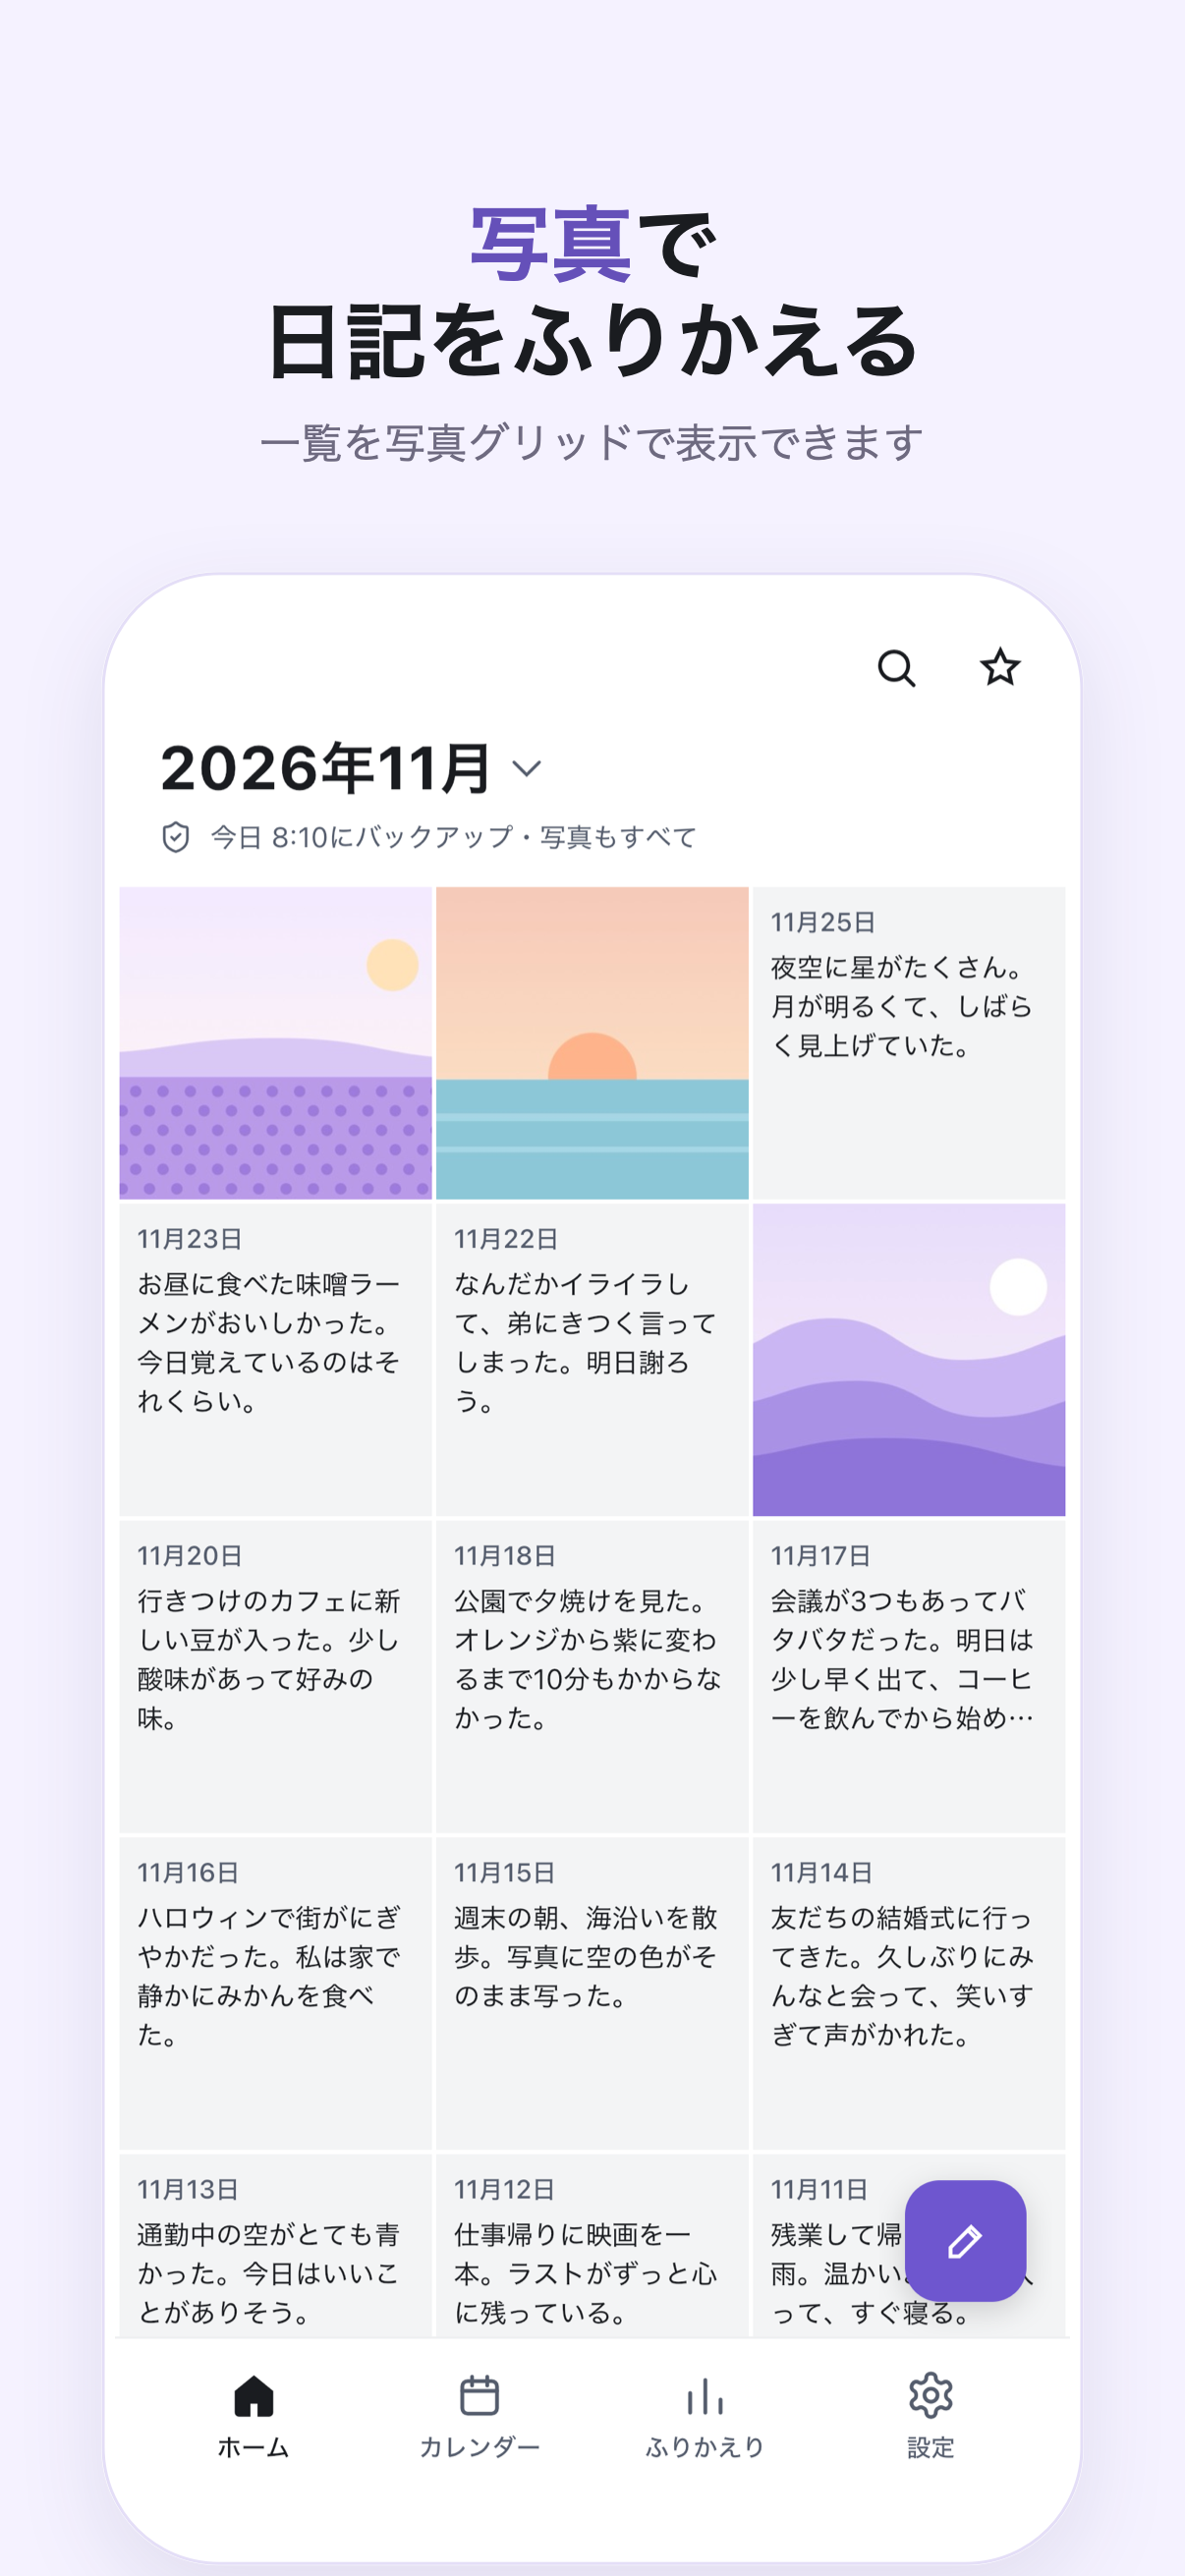 写真で
日記をふりかえる
一覧を写真グリッドで表示できます
2026年11月
今日 8:10にバックアップ・写真もすべて
11月25日
夜空に星がたくさん。
月が明るくて、しばら
く見上げていた。
11月23日
お昼に食べた味噌ラー
メンがおいしかった。
今日覚えているのはそ
れくらい。
11月22日
なんだかイライラし
て、弟にきつく言って
しまった。明日謝ろ
う。
11月20日
行きつけのカフェに新
しい豆が入った。少し
酸味があって好みの
味。
11月18日
公園で夕焼けを見た。
オレンジから紫に変わ
るまで10分もかからな
かった。
11月17日
会議が3つもあってバ
タバタだった。明日は
少し早く出て、コーヒ
ーを飲んでから始め…
11月16日
ハロウィンで街がにぎ
やかだった。私は家で
静かにみかんを食べ
た。
11月15日
週末の朝、海沿いを散
歩。写真に空の色がそ
のまま写った。
11月14日
友だちの結婚式に行っ
てきた。久しぶりにみ
んなと会って、笑いす
ぎて声がかれた。
11月13日
通勤中の空がとても青
かった。今日はいいこ
とがありそう。
11月12日
仕事帰りに映画を一
本。ラストがずっと心
に残っている。
11月11日
残業して帰
雨。温かい
って、すぐ寝る。
ホーム
カレンダー
ふりかえり
設定